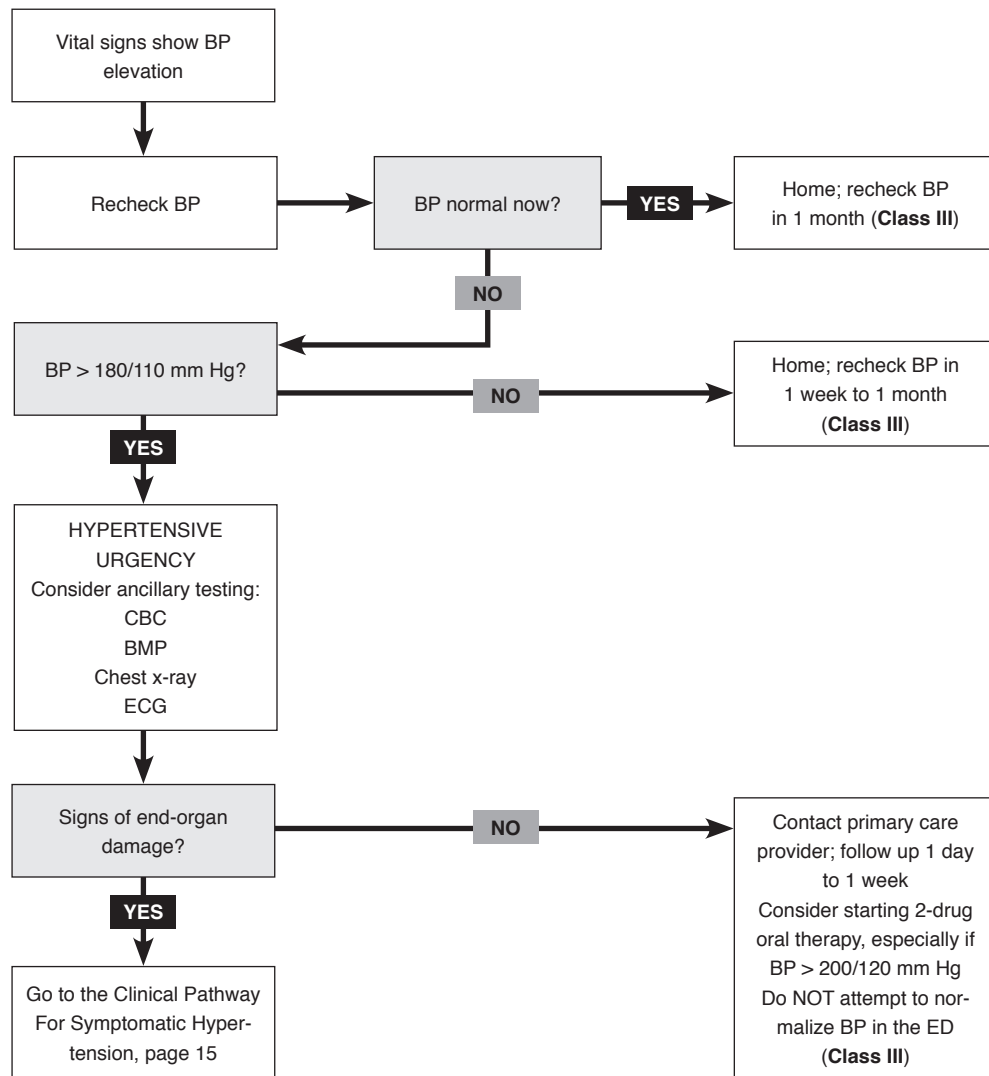 Vital signs show BP
elevation
Recheck BP
BP normal now?
YES
Home; recheck BP
in 1 month (Class III)
NO
BP > 180/110 mm Hg?
NO
Home; recheck BP in
1 week to 1 month
(Class III)
YES
HYPERTENSIVE
URGENCY
Consider ancillary testing:
CBC
BMP
Chest x-ray
ECG
Signs of end-organ
damage?
NO
Contact primary care
provider; follow up 1 day
to 1 week
Consider starting 2-drug
oral therapy, especially if
BP > 200/120 mm Hg
Do NOT attempt to nor-
malize BP in the ED
(Class III)
YES
Go to the Clinical Pathway
For Symptomatic Hyper-
tension, page 15